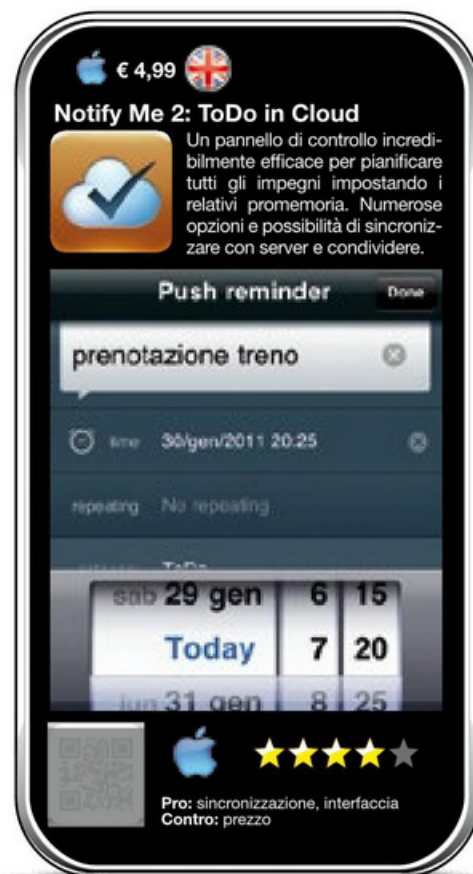 € 4,99
Notify Me 2: ToDo in Cloud
Un pannello di controllo incredi-
bilmente efficace per pianificare
tutti gli impegni impostando i
relativi promemoria. Numerose
opzioni e possibilità di sincroniz-
zare con server e condividere.
Push reminder Done
prenotazione treno
time 30/gen/2011 20:25
repeating No repeating
ToDo
sab 29 gen 6 15
Today 7 20
lun 31 gen 8 25
Pro: sincronizzazione, interfaccia
Contro: prezzo